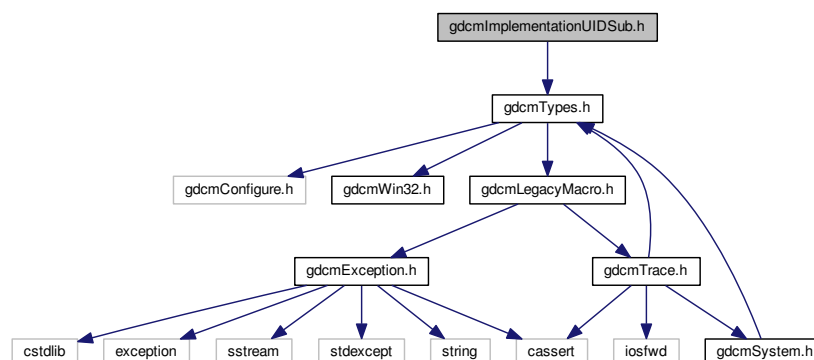 gdcmImplementationUIDSub.h
gdcmTypes.h
gdcmConfigure.h
gdcmWin32.h
gdcmLegacyMacro.h
gdcmException.h
gdcmTrace.h
cstdlib
exception
sstream
stdexcept
string
cassert
iosfwd
gdcmSystem.h